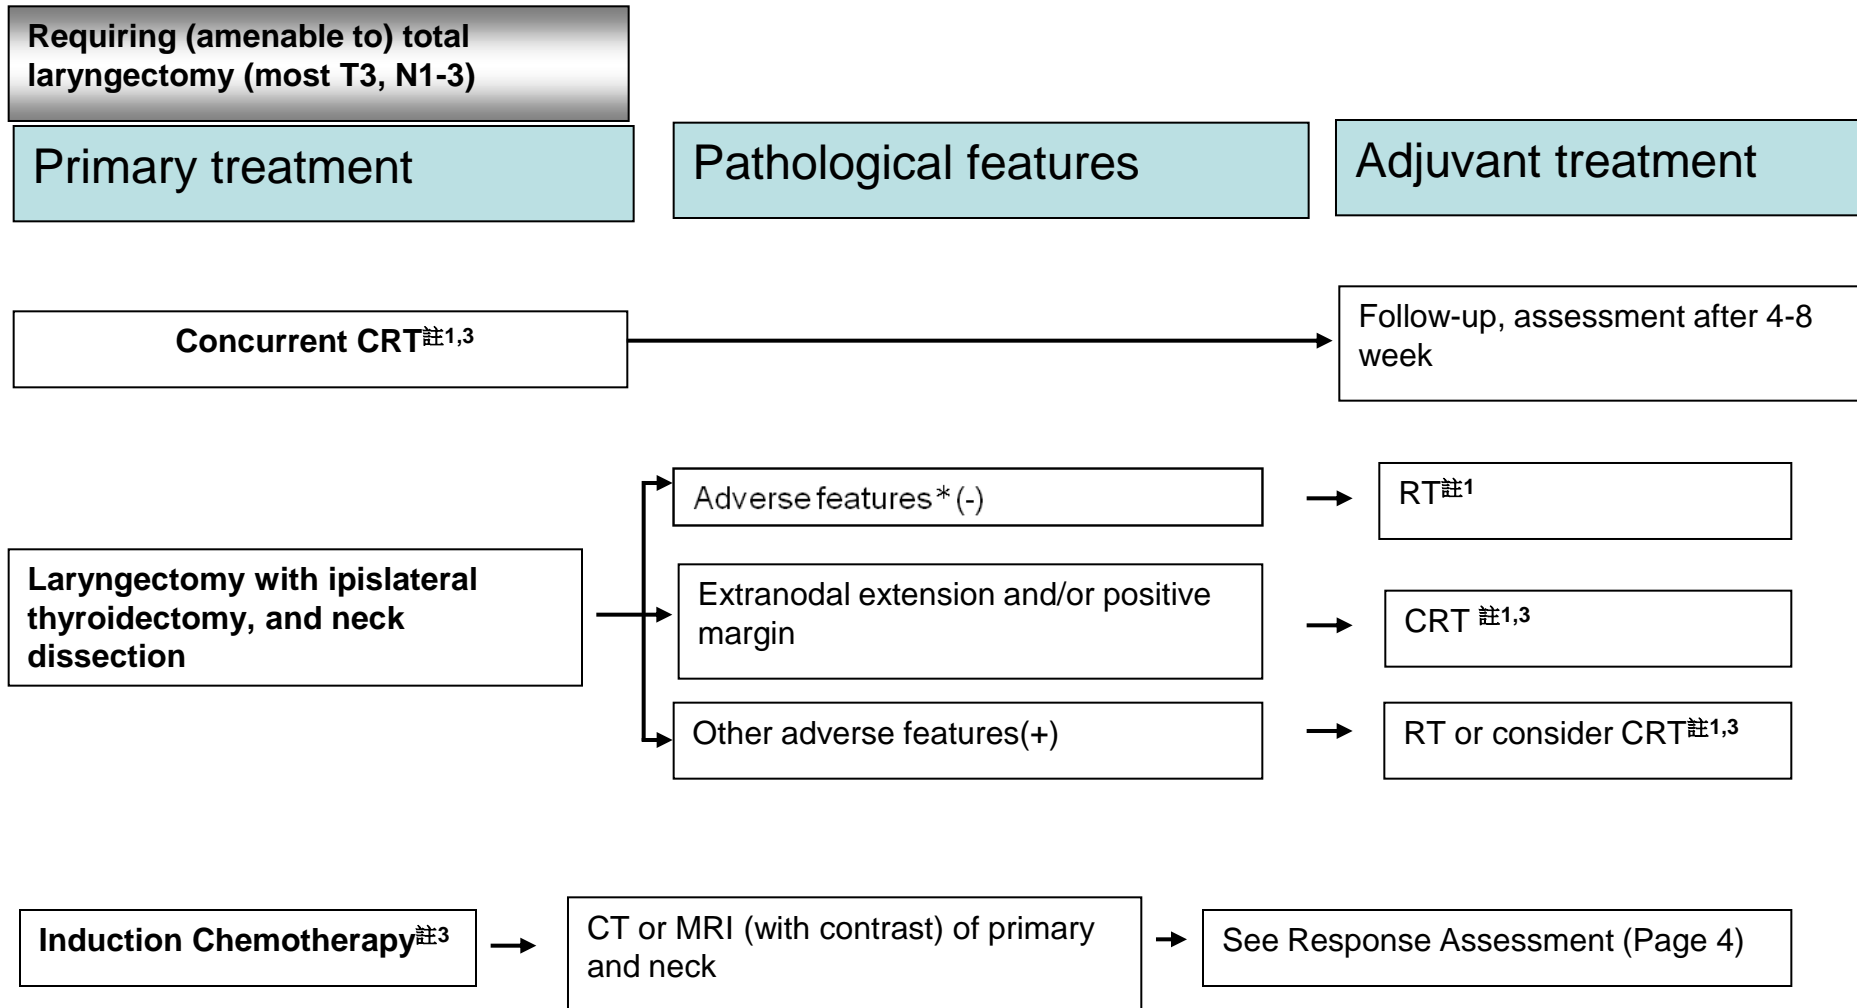 Requiring (amenable to) total
laryngectomy (most T3, N1-3)
Primary treatment
Pathological features
Adjuvant treatment
Concurrent CRT註1,3
Follow-up, assessment after 4-8
week
Laryngectomy with ipislateral
thyroidectomy, and neck
dissection
Adverse features* (-)
RT註1
Extranodal extension and/or positive
margin
CRT 註1,3
Other adverse features(+)
RT or consider CRT註1,3
Induction Chemotherapy註3
CT or MRI (with contrast) of primary
and neck
See Response Assessment (Page 4)